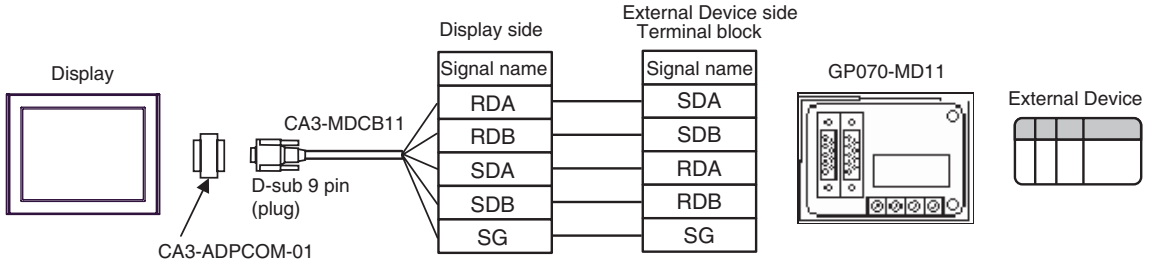 Display
CA3-ADPCOM-01
D-sub 9 pin
(plug)
CA3-MDCB11
Display side
Signal name
RDA
RDB
SDA
SDB
SG
External Device side
Terminal block
Signal name
SDA
SDB
RDA
RDB
SG
GP070-MD11
External Device